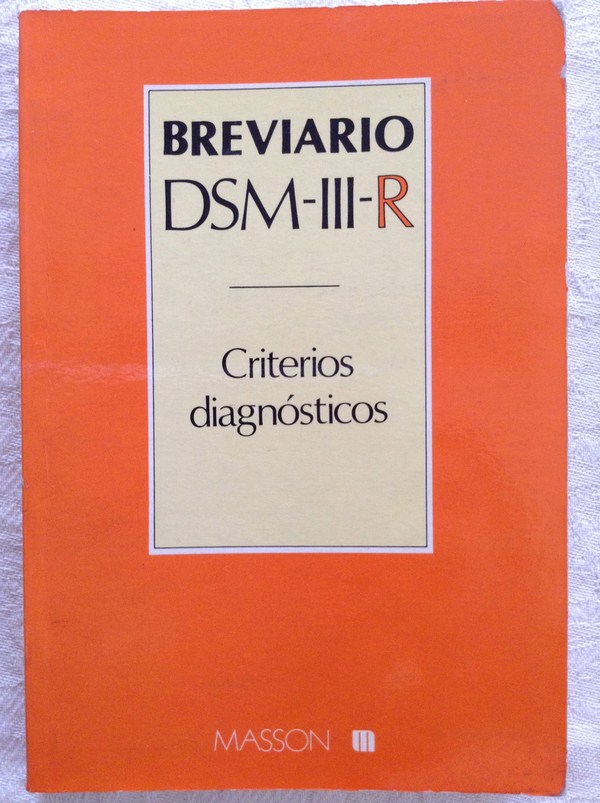 BREVIARIO
DSM-III-R
Criterios
diagnósticos
MASSON m